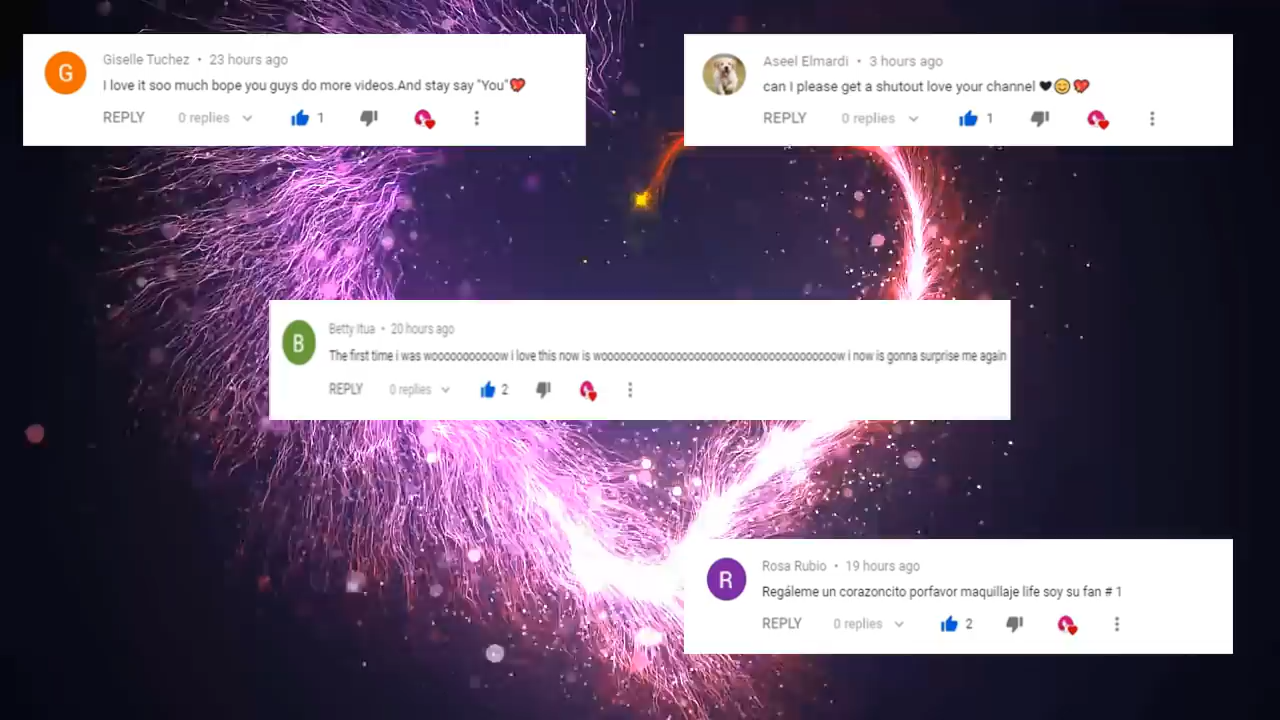 G
Giselle Tuchez • 23 hours ago
I love it soo much hope you guys do more videos.And stay say "You"💖
REPLY 0 replies 1
Aseel Elmardi • 3 hours ago
can I please get a shutout love your channel 🖤😊💖
REPLY 0 replies 1
B
Betty Itua • 20 hours ago
The first time i was wooooooooooow i love this now is wooooooooooooooooooooooooooooooooooooooow i now is gonna surprise me again
REPLY 0 replies 2
R
Rosa Rubio • 19 hours ago
Regáleme un corazoncito porfavor maquillaje life soy su fan # 1
REPLY 0 replies 2